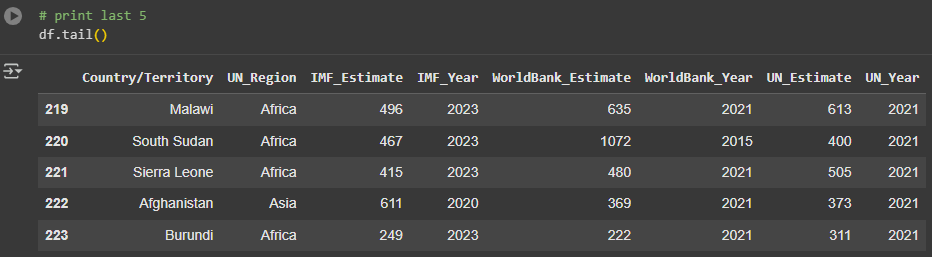 # print last 5
df.tail()
Country/Territory UN_Region IMF_Estimate IMF_Year WorldBank_Estimate WorldBank_Year UN_Estimate UN_Year
219 Malawi Africa 496 2023 635 2021 613 2021
220 South Sudan Africa 467 2023 1072 2015 400 2021
221 Sierra Leone Africa 415 2023 480 2021 505 2021
222 Afghanistan Asia 611 2020 369 2021 373 2021
223 Burundi Africa 249 2023 222 2021 311 2021